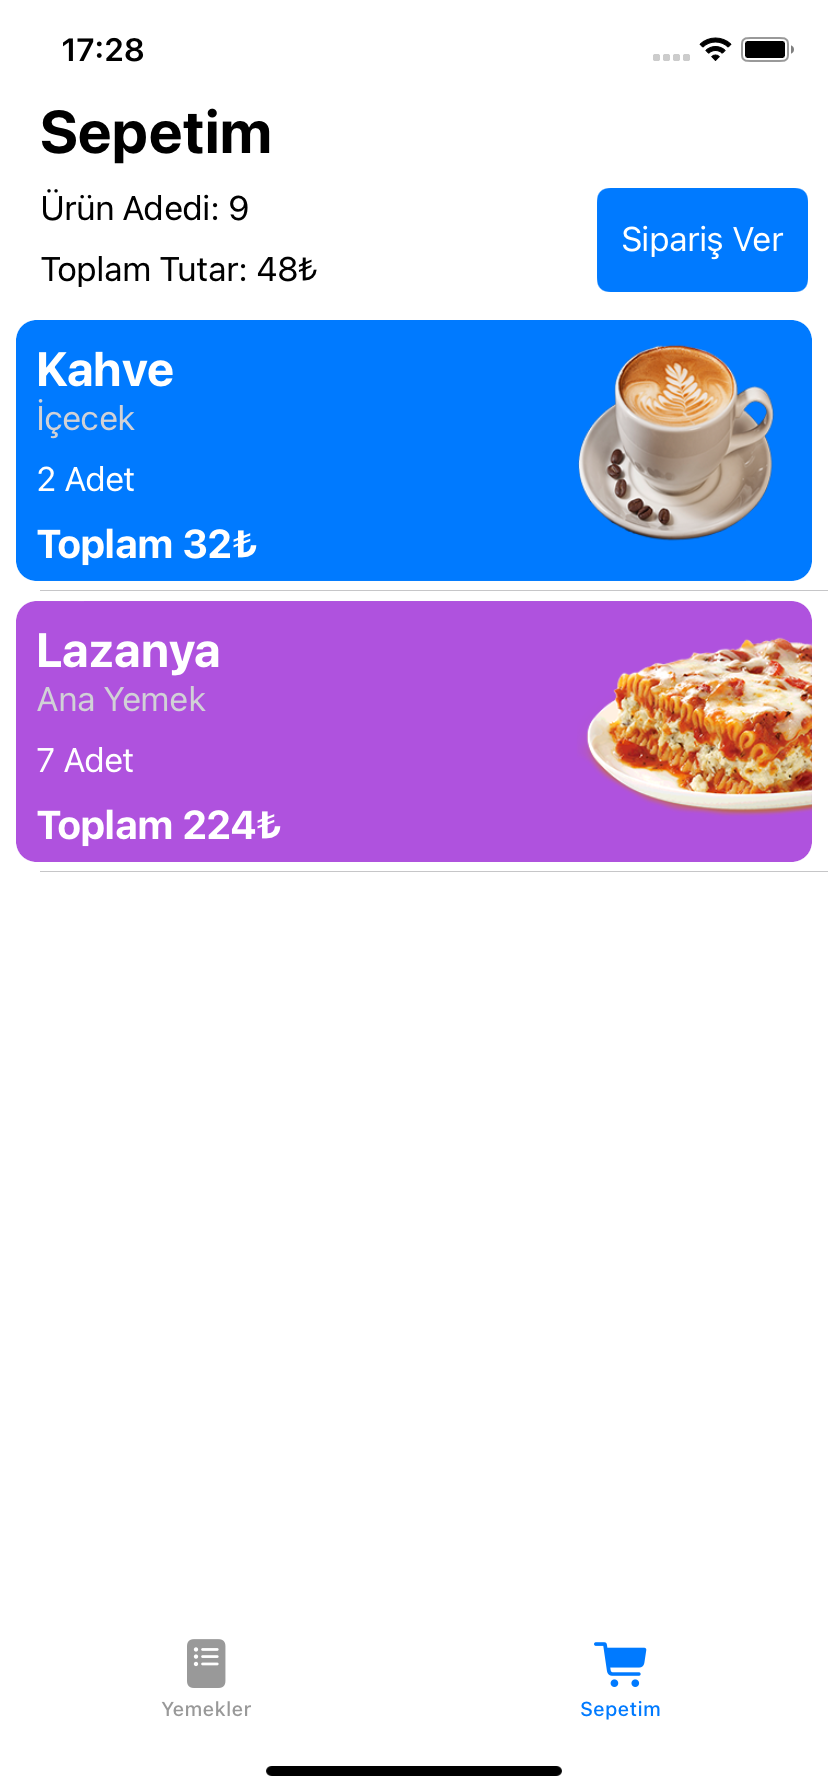 17:28
Sepetim
Ürün Adedi: 9
Toplam Tutar: 48₺
Sipariş Ver
Kahve
İçecek
2 Adet
Toplam 32₺
Lazanya
Ana Yemek
7 Adet
Toplam 224₺
Yemekler
Sepetim